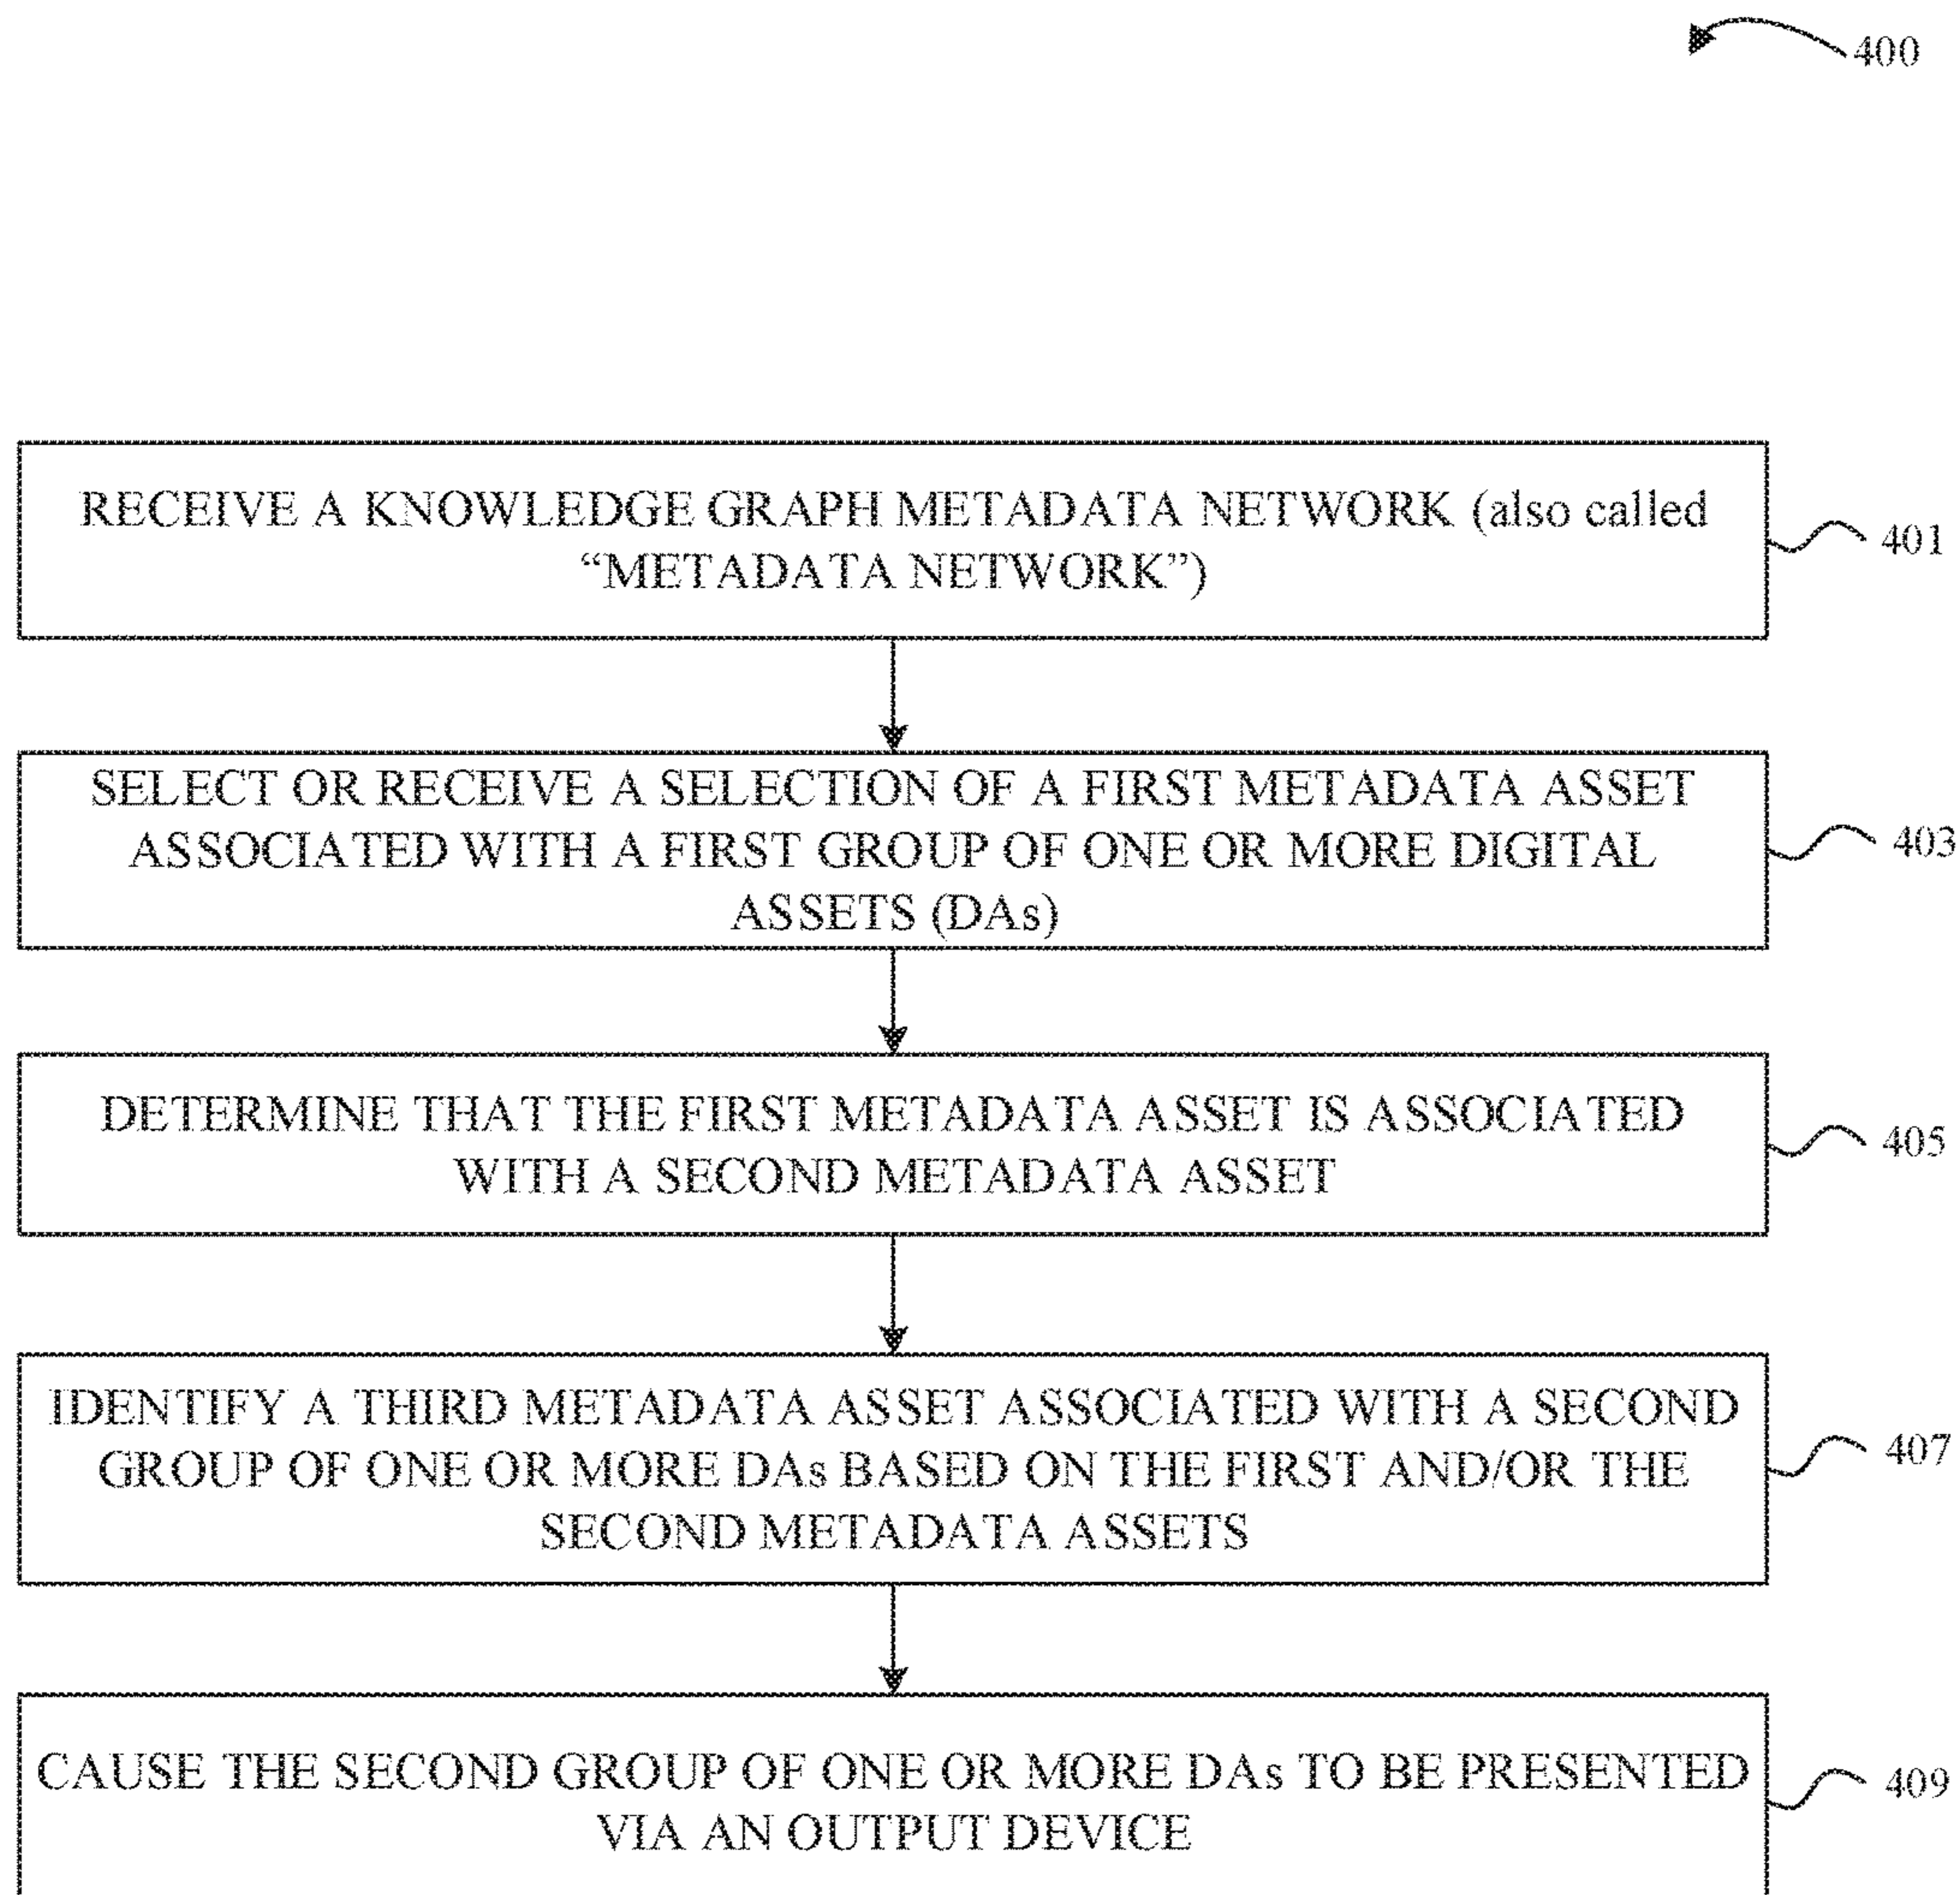 400
RECEIVE A KNOWLEDGE GRAPH METADATA NETWORK (also called
“METADATA NETWORK”)
401
SELECT OR RECEIVE A SELECTION OF A FIRST METADATA ASSET
ASSOCIATED WITH A FIRST GROUP OF ONE OR MORE DIGITAL
ASSETS (DAs)
403
DETERMINE THAT THE FIRST METADATA ASSET IS ASSOCIATED
WITH A SECOND METADATA ASSET
405
IDENTIFY A THIRD METADATA ASSET ASSOCIATED WITH A SECOND
GROUP OF ONE OR MORE DAs BASED ON THE FIRST AND/OR THE
SECOND METADATA ASSETS
407
CAUSE THE SECOND GROUP OF ONE OR MORE DAs TO BE PRESENTED
VIA AN OUTPUT DEVICE
409